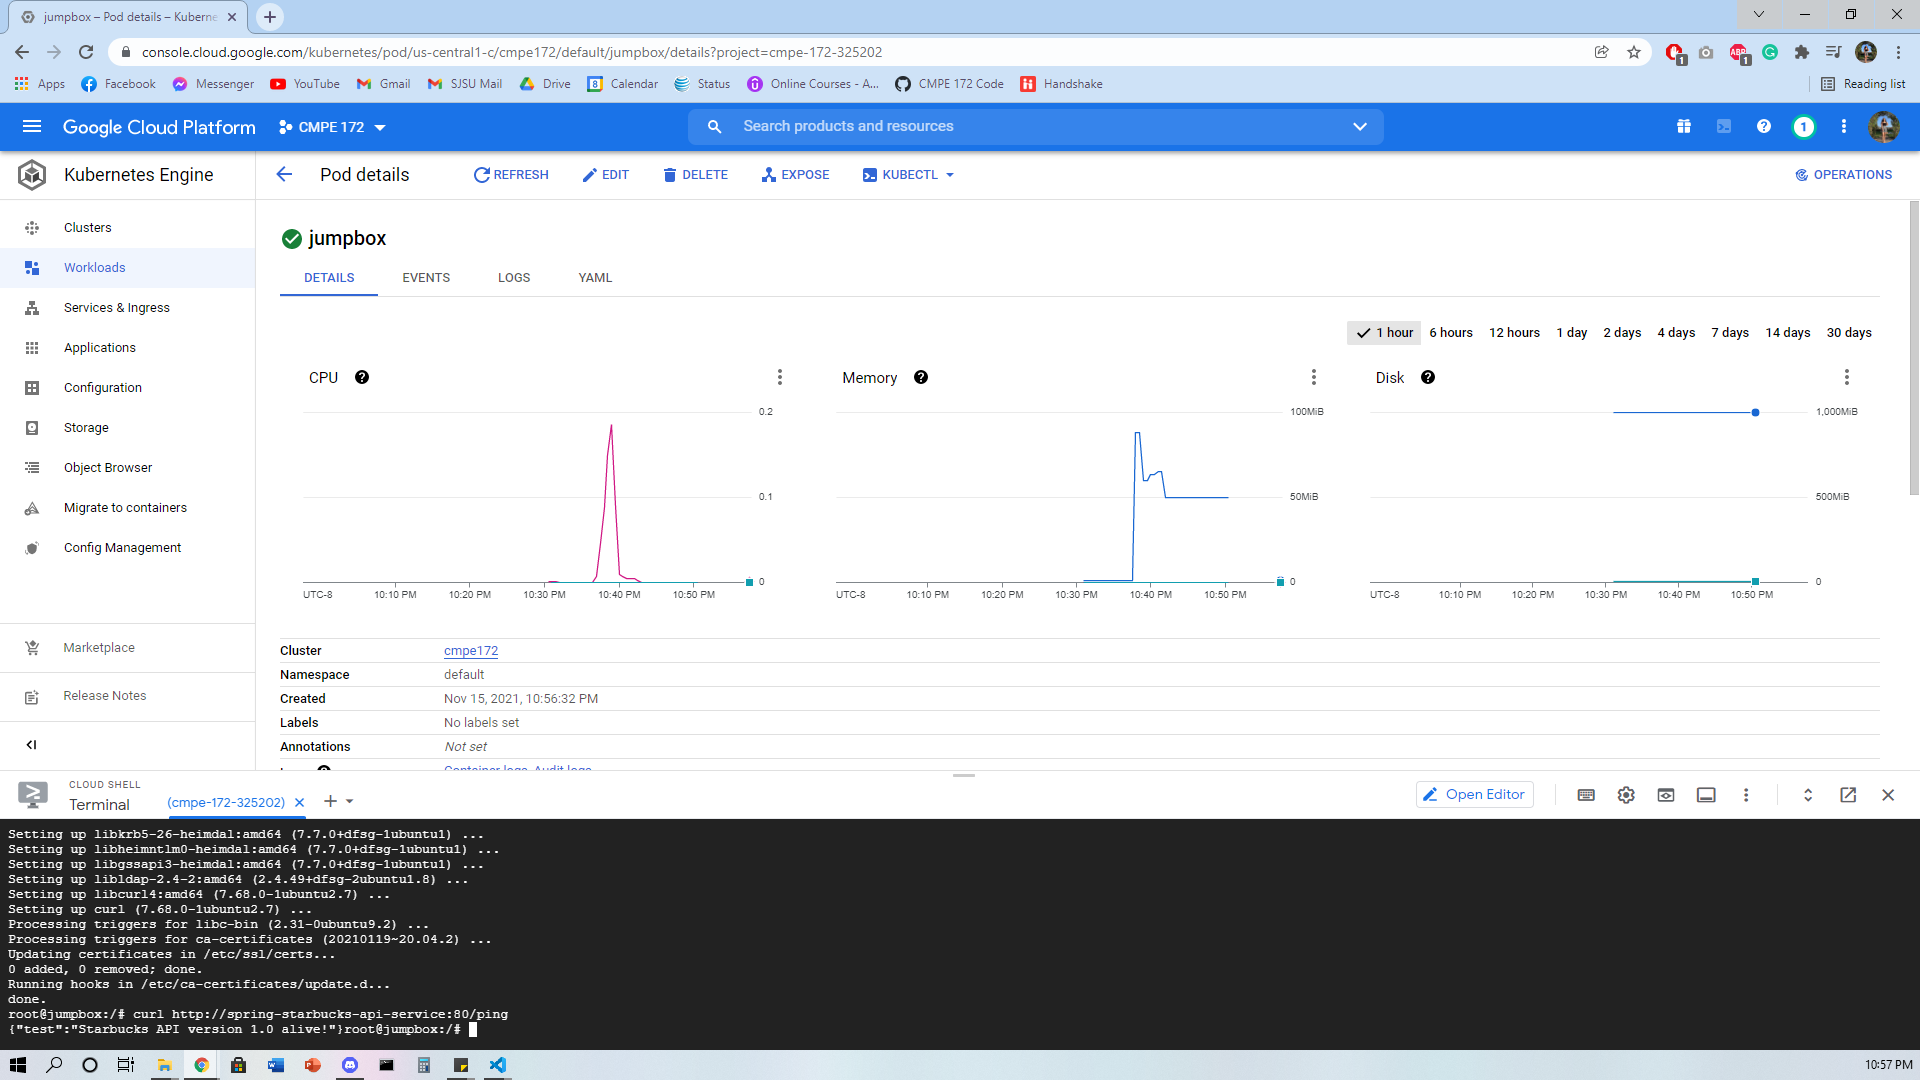 jumpbox – Pod details – Kuberne
console.cloud.google.com/kubernetes/pod/us-central1-c/cmpe172/default/jumpbox/details?project=cmpe-172-325202
1
ABP
1
Apps
Facebook
Messenger
YouTube
Gmail
SJSU Mail
Drive
8
Calendar
Status
Online Courses - A...
CMPE 172 Code
Handshake
Reading list
Google Cloud Platform
CMPE 172
Search products and resources
1
Kubernetes Engine
Pod details
REFRESH
EDIT
DELETE
EXPOSE
KUBECTL
OPERATIONS
Clusters
Workloads
Services & Ingress
Applications
Configuration
Storage
Object Browser
Migrate to containers
Config Management
Marketplace
Release Notes
jumpbox
DETAILS
EVENTS
LOGS
YAML
1 hour
6 hours
12 hours
1 day
2 days
4 days
7 days
14 days
30 days
CPU
0.2
0.1
0
UTC-8
10:10 PM
10:20 PM
10:30 PM
10:40 PM
10:50 PM
Memory
100MiB
50MiB
0
UTC-8
10:10 PM
10:20 PM
10:30 PM
10:40 PM
10:50 PM
Disk
1,000MiB
500MiB
0
UTC-8
10:10 PM
10:20 PM
10:30 PM
10:40 PM
10:50 PM
Cluster cmpe172
Namespace default
Created Nov 15, 2021, 10:56:32 PM
Labels No labels set
Annotations Not set
Container logs, Audit logs
CLOUD SHELL
Terminal
(cmpe-172-325202)
Open Editor
Setting up libkrb5-26-heimdal:amd64 (7.7.0+dfsg-1ubuntu1) ...
Setting up libheimntlm0-heimdal:amd64 (7.7.0+dfsg-1ubuntu1) ...
Setting up libgssapi3-heimdal:amd64 (7.7.0+dfsg-1ubuntu1) ...
Setting up libldap-2.4-2:amd64 (2.4.49+dfsg-2ubuntu1.8) ...
Setting up libcurl4:amd64 (7.68.0-1ubuntu2.7) ...
Setting up curl (7.68.0-1ubuntu2.7) ...
Processing triggers for libc-bin (2.31-0ubuntu9.2) ...
Processing triggers for ca-certificates (20210119~20.04.2) ...
Updating certificates in /etc/ssl/certs...
0 added, 0 removed; done.
Running hooks in /etc/ca-certificates/update.d...
done.
root@jumpbox:/# curl http://spring-starbucks-api-service:80/ping
{"test":"Starbucks API version 1.0 alive!"}root@jumpbox:/#
10:57 PM